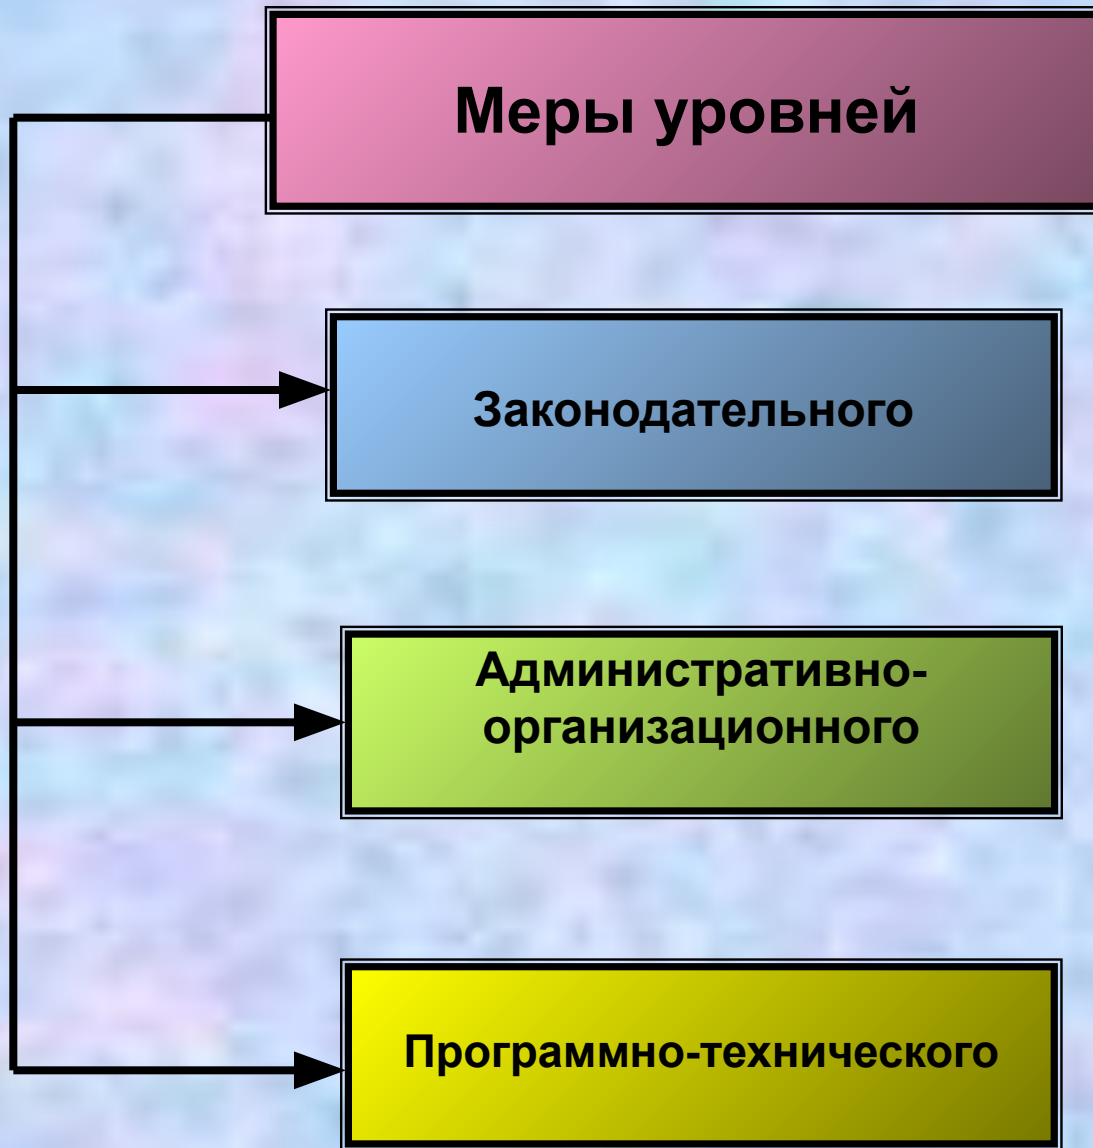 Меры уровней
Законодательного
Административно-
организационного
Программно-технического